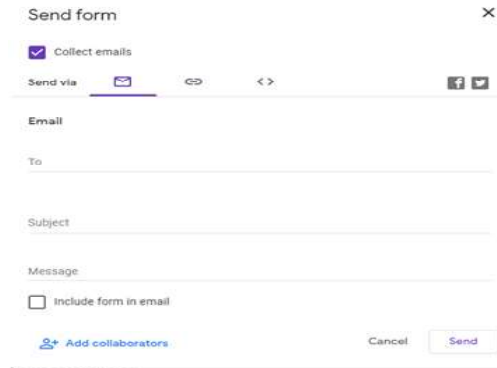 Send form
Collect emails
Send via
Email
To
Subject
Message
Include form in email
Add collaborators Cancel Send